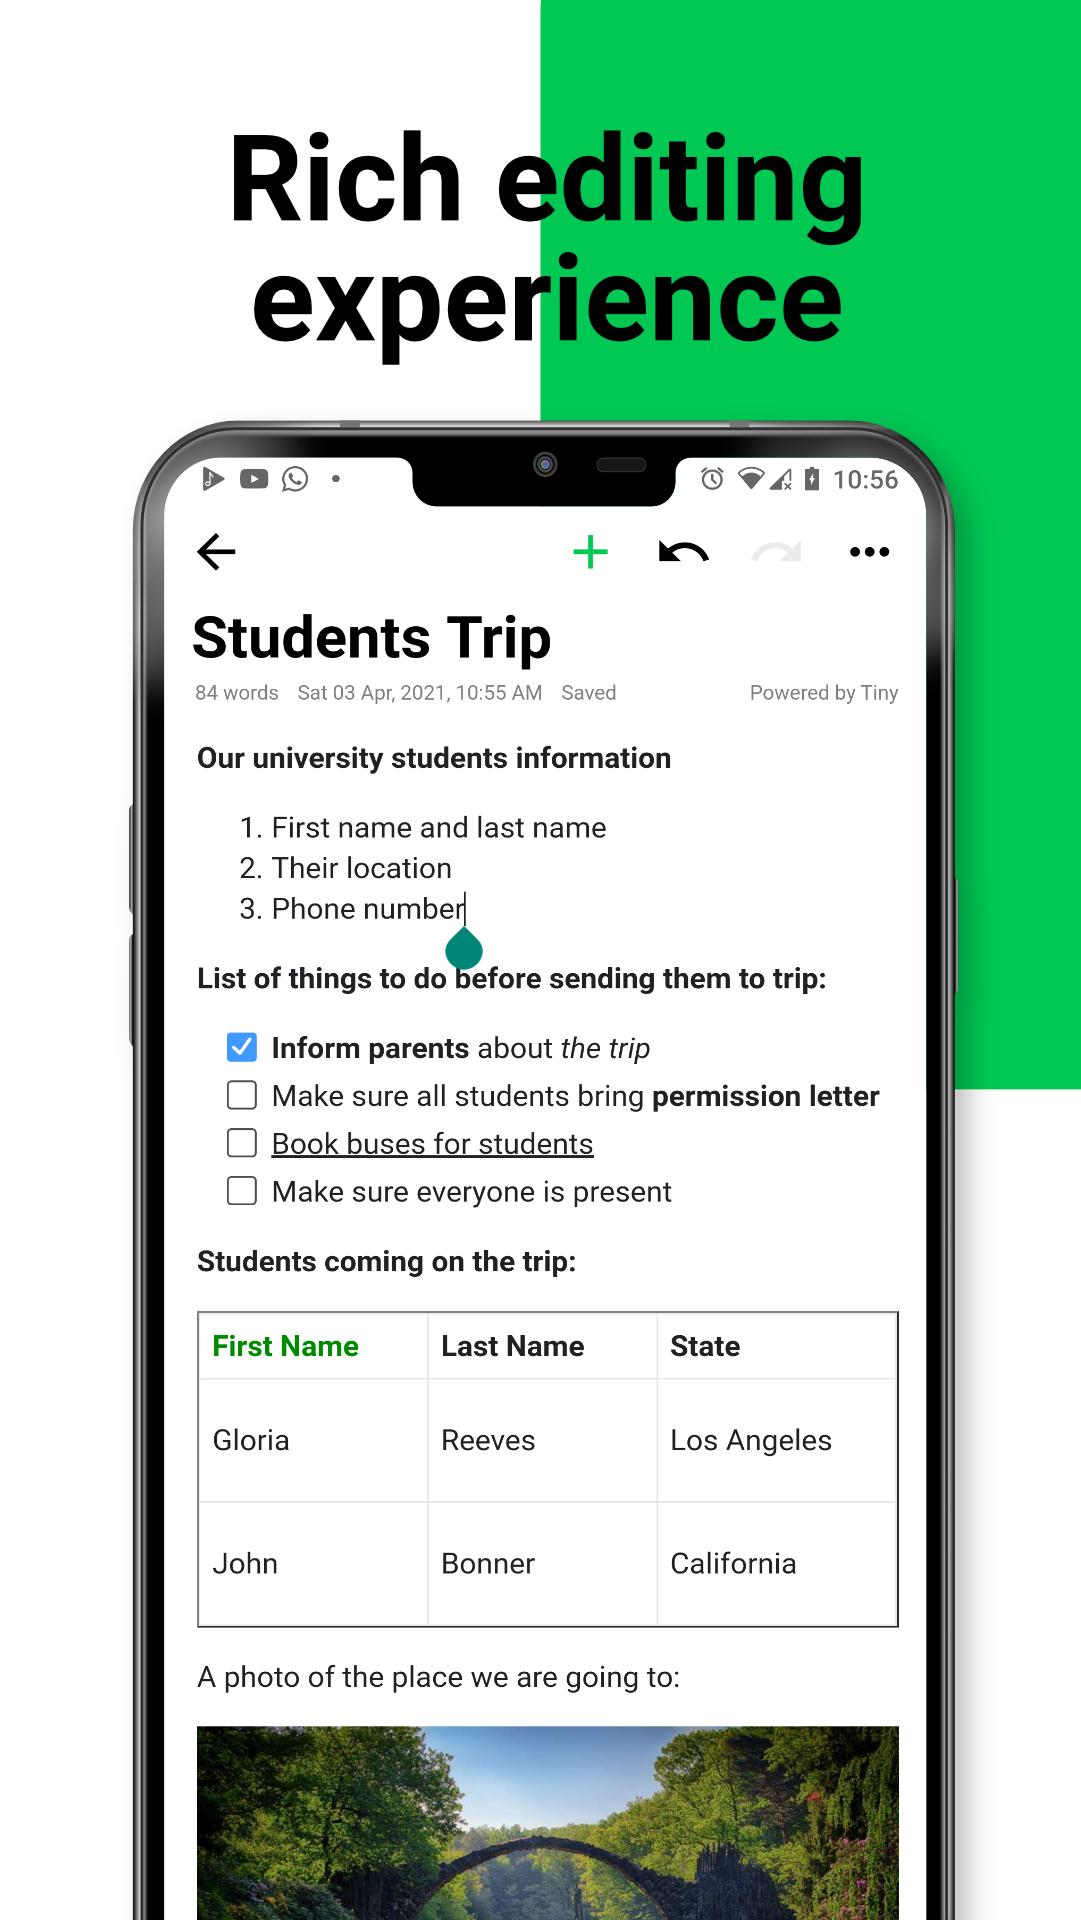 Rich editing
experience
10:56
Students Trip
84 words Sat 03 Apr, 2021, 10:55 AM Saved Powered by Tiny
Our university students information
1. First name and last name
2. Their location
3. Phone number
List of things to do before sending them to trip:
Inform parents about the trip
Make sure all students bring permission letter
Book buses for students
Make sure everyone is present
Students coming on the trip:
First Name Last Name State
Gloria Reeves Los Angeles
John Bonner California
A photo of the place we are going to: